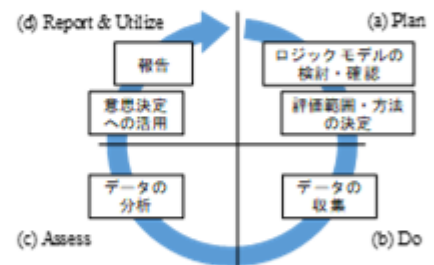 (d) Report & Utilize
(a) Plan
報告
ロジックモデルの
検討・確認
意思決定
への活用
評価範囲・方法
の決定
データの
分析
データの
収集
(c) Assess
(b) Do